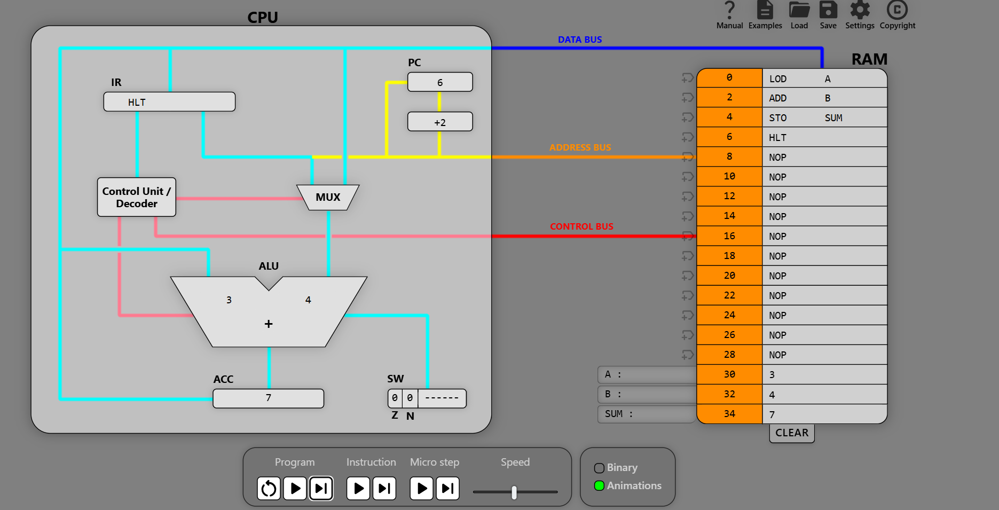 CPU
Manual Examples Load Save Settings Copyright
DATA BUS
RAM
PC
6
+2
IR
HLT
ADDRESS BUS
Control Unit /
Decoder
MUX
CONTROL BUS
ALU
3 4
+
ACC
7
SW
0 0 ------
Z N
0 LOD A
2 ADD B
4 STO SUM
6 HLT
8 NOP
10 NOP
12 NOP
14 NOP
16 NOP
18 NOP
20 NOP
22 NOP
24 NOP
26 NOP
28 NOP
A : 30 3
B : 32 4
SUM : 34 7
CLEAR
Program Instruction Micro step Speed
Binary
Animations